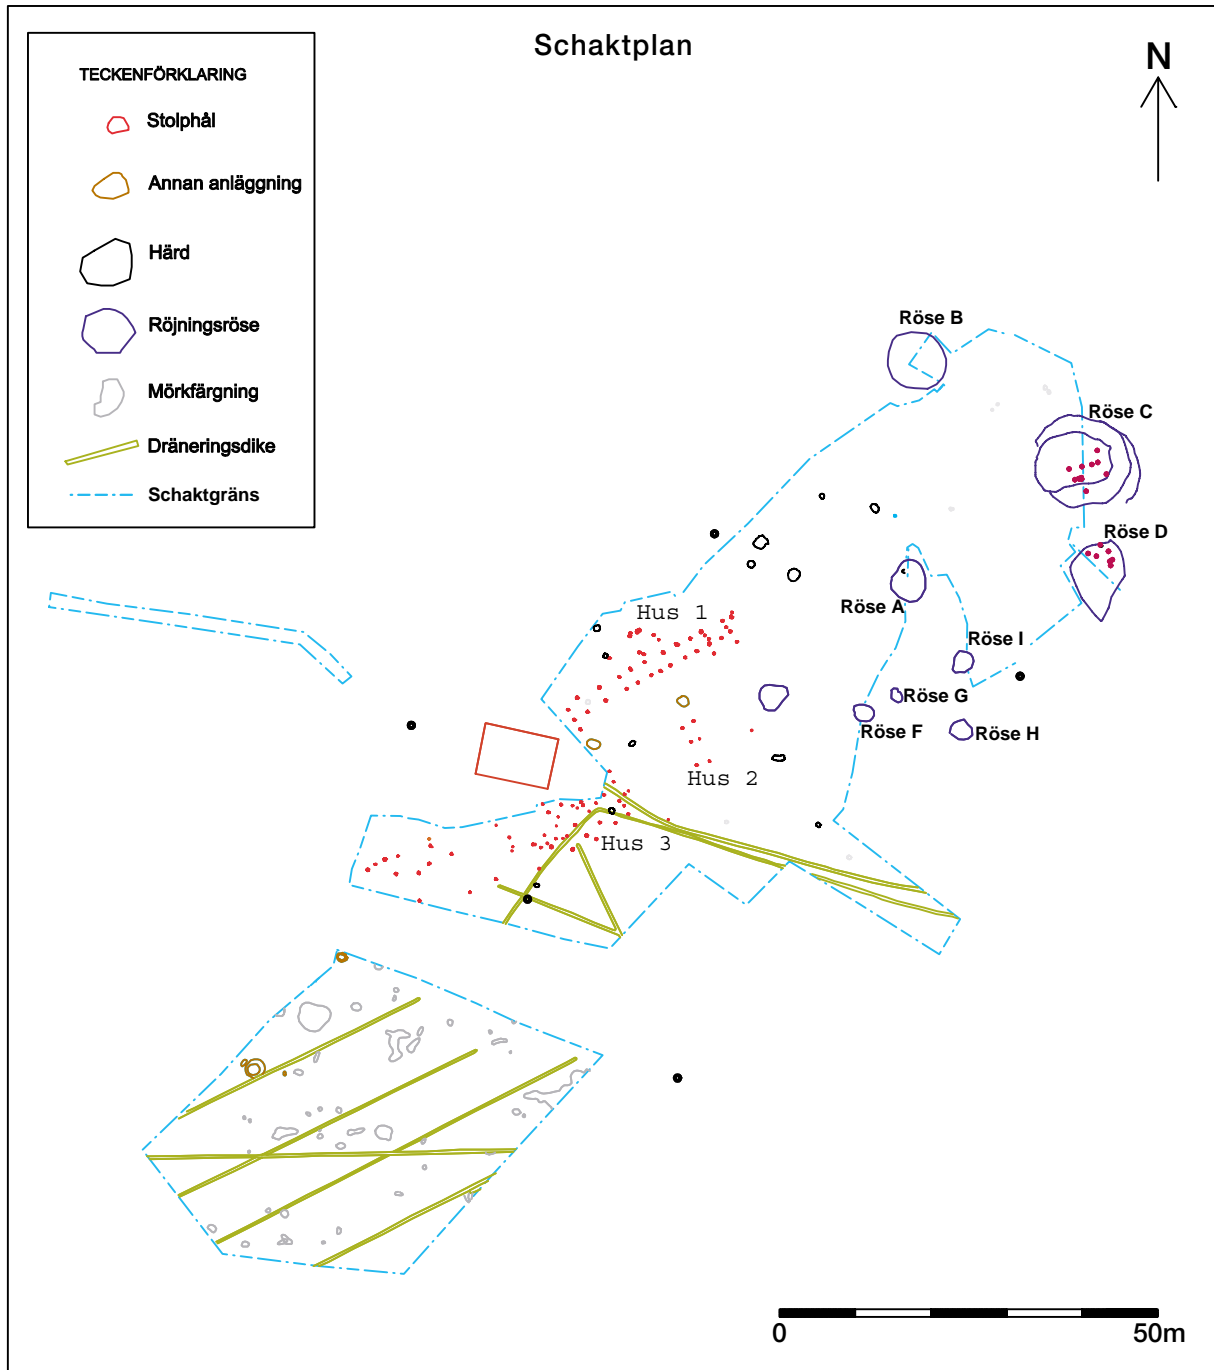 Schaktplan
N
TECKENFÖRKLARING
Stolphål
Annan anläggning
Härd
Röjningsröse
Mörkfärgning
Dräneringsdike
Schaktgräns
Röse B
Röse C
Röse D
Röse A
Hus 1
Röse I
Röse G
Röse F
Röse H
Hus 2
Hus 3
0
50m